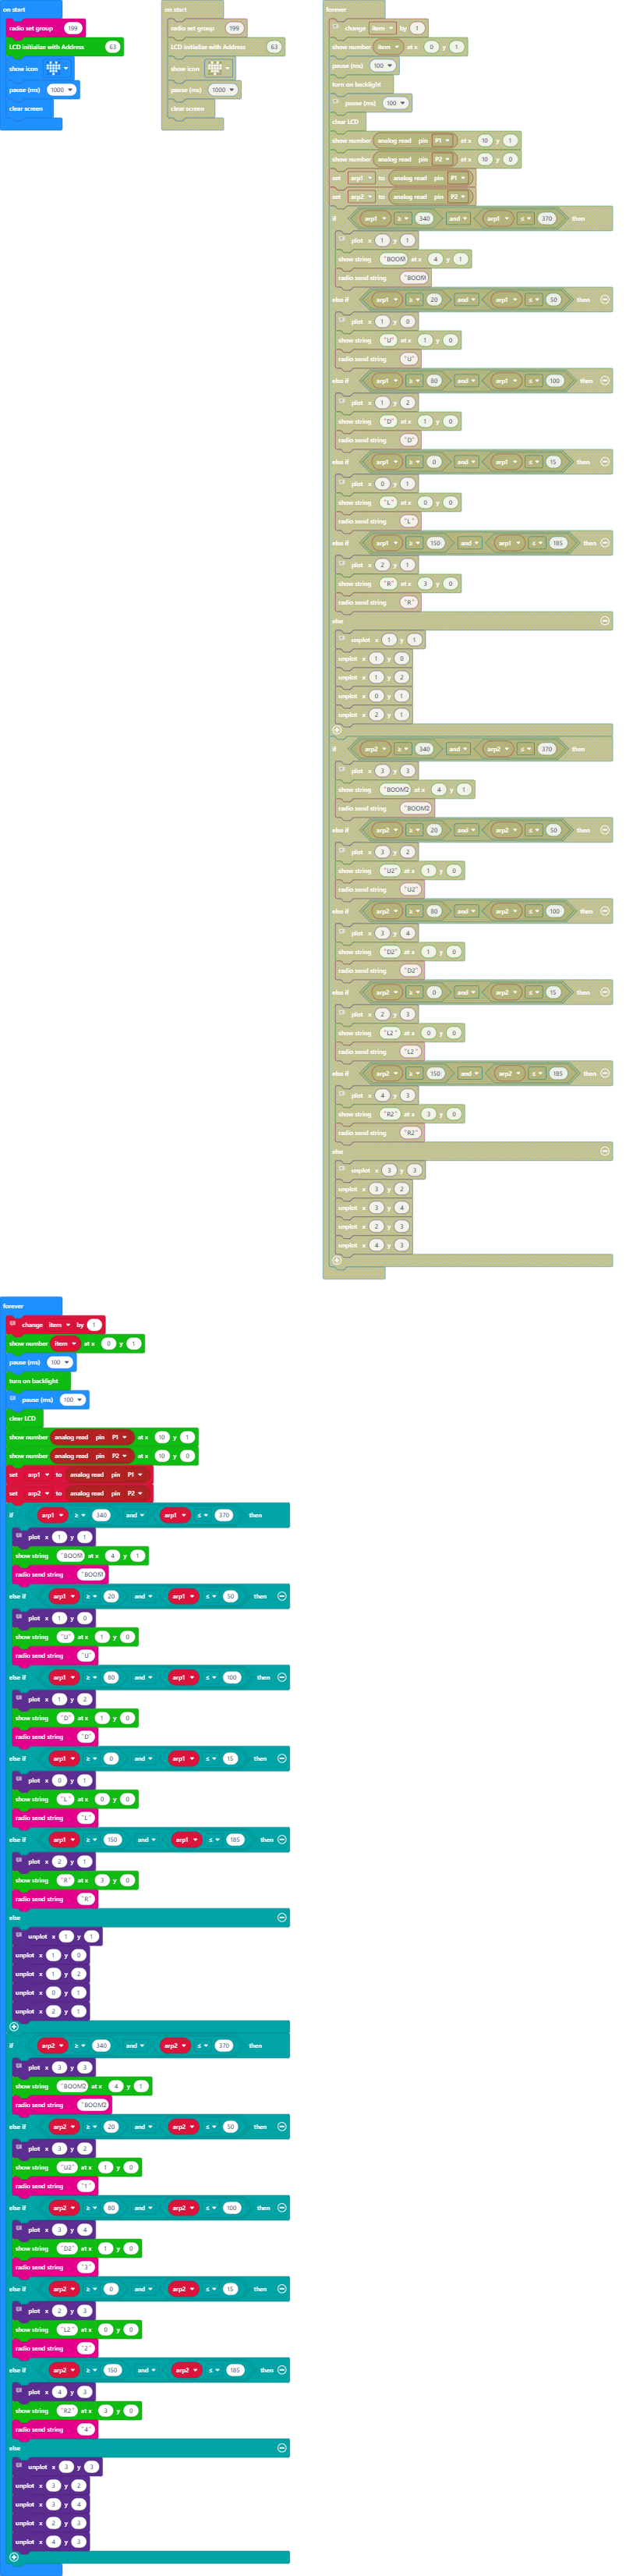 on start
radio set group 199
LCD initialize with Address 63
show icon
pause (ms) 1000
clear screen
on start
radio set group 199
LCD initialize with Address 63
show icon
pause (ms) 1000
clear screen
forever
change item by 1
show number item at x 0 y 1
pause (ms) 100
turn on backlight
pause (ms) 100
clear LCD
show number analog read pin P1 at x 10 y 1
show number analog read pin P2 at x 10 y 0
set arp1 to analog read pin P1
set arp2 to analog read pin P2
if arp1 ≥ 340 and arp1 ≤ 370 then
plot x 1 y 1
show string "BOOM at x 4 y 1
radio send string "BOOM
else if arp1 ≥ 20 and arp1 ≤ 50 then
plot x 1 y 0
show string "U" at x 1 y 0
radio send string "U"
else if arp1 ≥ 80 and arp1 ≤ 100 then
plot x 1 y 2
show string "D" at x 1 y 0
radio send string "D"
else if arp1 ≥ 0 and arp1 ≤ 15 then
plot x 0 y 1
show string "L" at x 0 y 0
radio send string "L"
else if arp1 ≥ 150 and arp1 ≤ 185 then
plot x 2 y 1
show string "R" at x 3 y 0
radio send string "R"
else
unplot x 1 y 1
unplot x 1 y 0
unplot x 1 y 2
unplot x 0 y 1
unplot x 2 y 1
if arp2 ≥ 340 and arp2 ≤ 370 then
plot x 3 y 3
show string "BOOM2 at x 4 y 1
radio send string "BOOM2
else if arp2 ≥ 20 and arp2 ≤ 50 then
plot x 3 y 2
show string "U2" at x 1 y 0
radio send string "U2"
else if arp2 ≥ 80 and arp2 ≤ 100 then
plot x 3 y 4
show string "D2" at x 1 y 0
radio send string "D2"
else if arp2 ≥ 0 and arp2 ≤ 15 then
plot x 2 y 3
show string "L2" at x 0 y 0
radio send string "L2"
else if arp2 ≥ 150 and arp2 ≤ 185 then
plot x 4 y 3
show string "R2" at x 3 y 0
radio send string "R2"
else
unplot x 3 y 3
unplot x 3 y 2
unplot x 3 y 4
unplot x 2 y 3
unplot x 4 y 3
forever
change item by 1
show number item at x 0 y 1
pause (ms) 100
turn on backlight
pause (ms) 100
clear LCD
show number analog read pin P1 at x 10 y 1
show number analog read pin P2 at x 10 y 0
set arp1 to analog read pin P1
set arp2 to analog read pin P2
if arp1 ≥ 340 and arp1 ≤ 370 then
plot x 1 y 1
show string "BOOM at x 4 y 1
radio send string "BOOM
else if arp1 ≥ 20 and arp1 ≤ 50 then
plot x 1 y 0
show string "U" at x 1 y 0
radio send string "U"
else if arp1 ≥ 80 and arp1 ≤ 100 then
plot x 1 y 2
show string "D" at x 1 y 0
radio send string "D"
else if arp1 ≥ 0 and arp1 ≤ 15 then
plot x 0 y 1
show string "L" at x 0 y 0
radio send string "L"
else if arp1 ≥ 150 and arp1 ≤ 185 then
plot x 2 y 1
show string "R" at x 3 y 0
radio send string "R"
else
unplot x 1 y 1
unplot x 1 y 0
unplot x 1 y 2
unplot x 0 y 1
unplot x 2 y 1
if arp2 ≥ 340 and arp2 ≤ 370 then
plot x 3 y 3
show string "BOOM2 at x 4 y 1
radio send string "BOOM2
else if arp2 ≥ 20 and arp2 ≤ 50 then
plot x 3 y 2
show string "U2" at x 1 y 0
radio send string "1"
else if arp2 ≥ 80 and arp2 ≤ 100 then
plot x 3 y 4
show string "D2" at x 1 y 0
radio send string "3"
else if arp2 ≥ 0 and arp2 ≤ 15 then
plot x 2 y 3
show string "L2" at x 0 y 0
radio send string "2"
else if arp2 ≥ 150 and arp2 ≤ 185 then
plot x 4 y 3
show string "R2" at x 3 y 0
radio send string "4"
else
unplot x 3 y 3
unplot x 3 y 2
unplot x 3 y 4
unplot x 2 y 3
unplot x 4 y 3